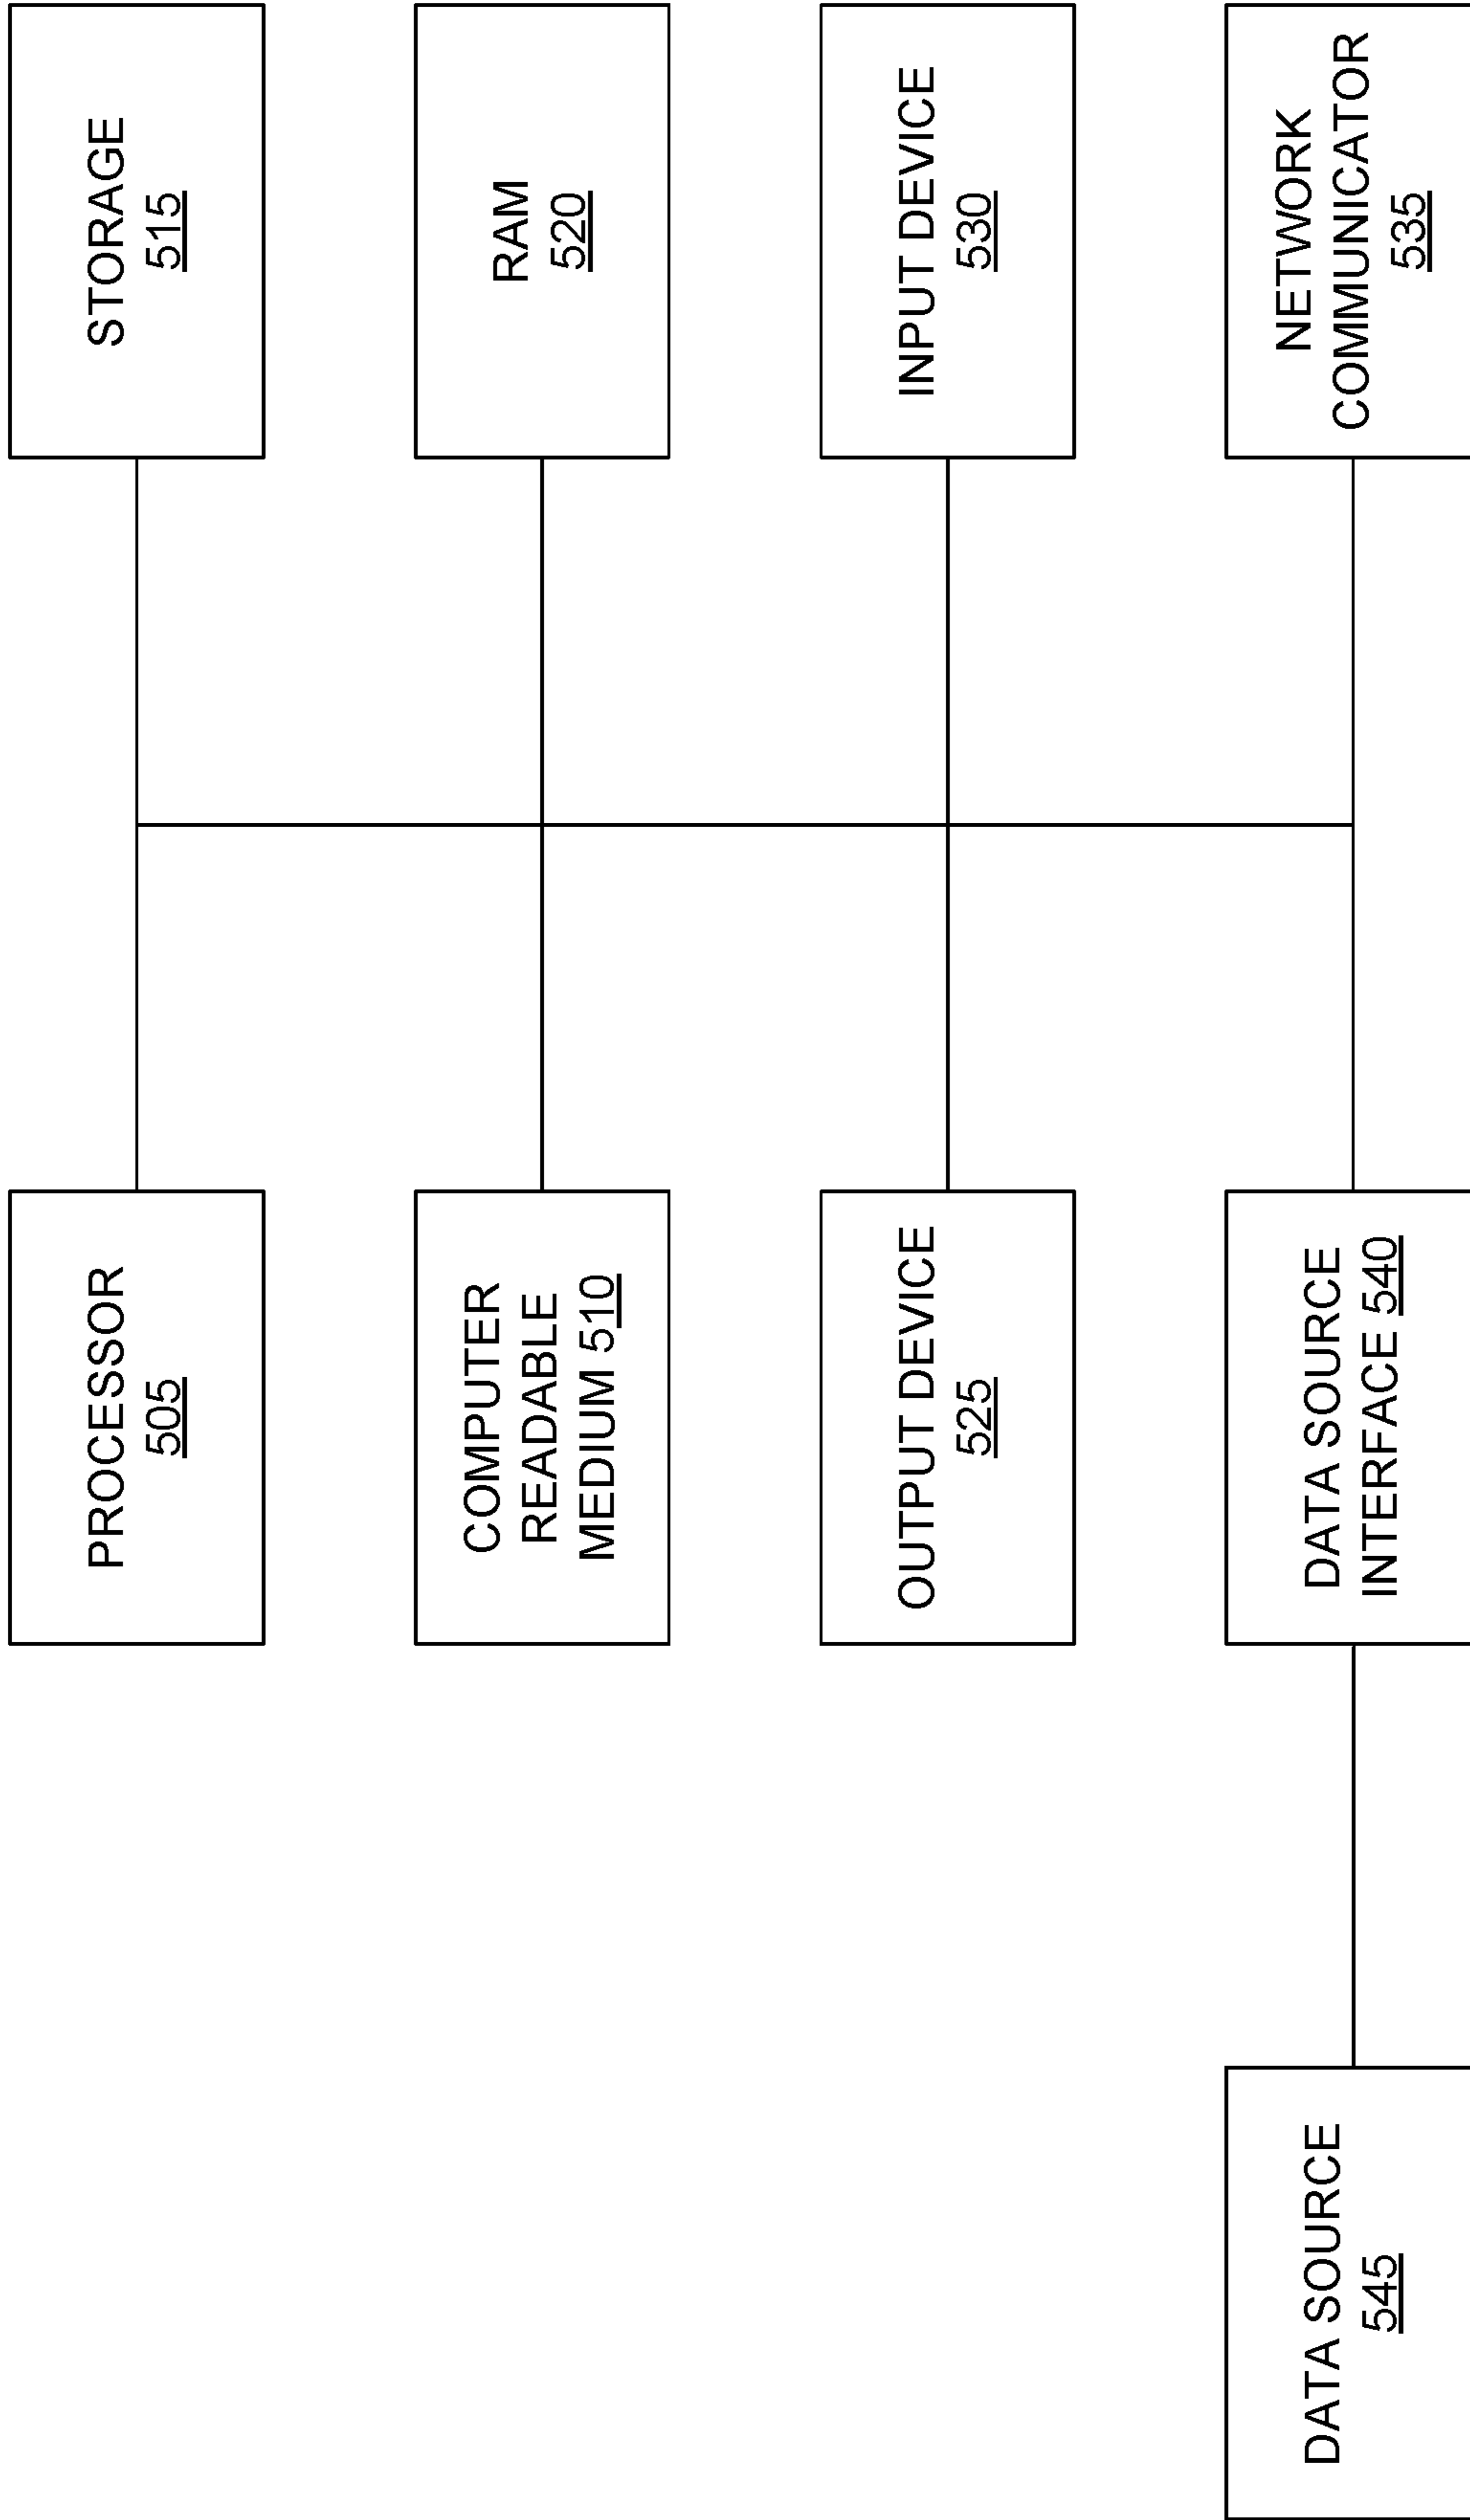 PROCESSOR
505
STORAGE
515
COMPUTER
READABLE
MEDIUM 510
RAM
520
OUTPUT DEVICE
525
INPUT DEVICE
530
DATA SOURCE
545
DATA SOURCE
INTERFACE 540
NETWORK
COMMUNICATOR
535